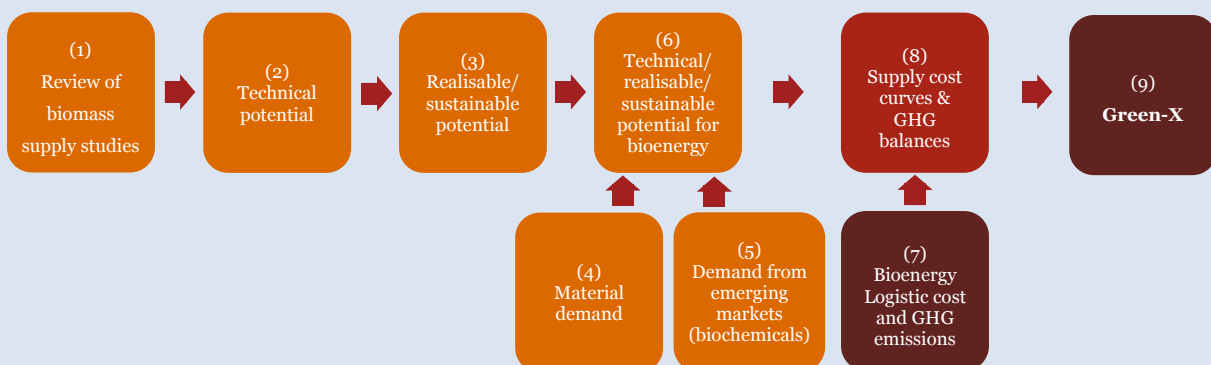 (1)
Review of
biomass
supply studies
(2)
Technical
potential
(3)
Realisable/
sustainable
potential
(6)
Technical/
realisable/
sustainable
potential for
bioenergy
(8)
Supply cost
curves &
GHG
balances
(9)
Green-X
(4)
Material
demand
(5)
Demand from
emerging
markets
(biochemicals)
(7)
Bioenergy
Logistic cost
and GHG
emissions